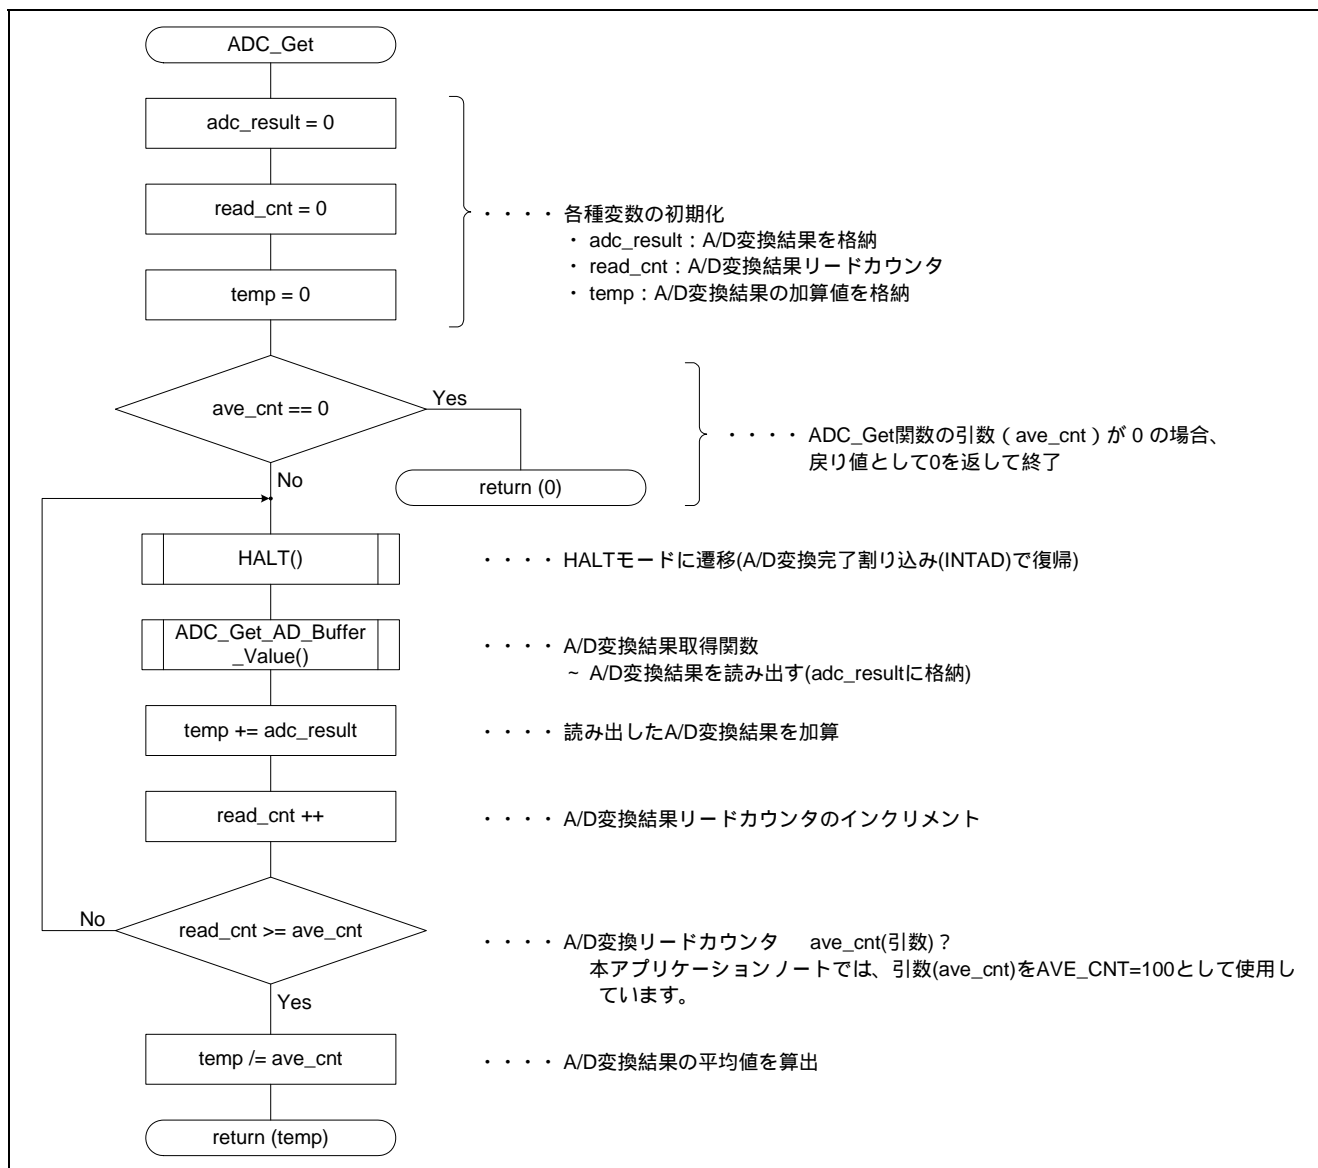 ADC_Get
adc_result = 0
read_cnt = 0
temp = 0
・・・・ 各種変数の初期化
・ adc_result：A/D変換結果を格納
・ read_cnt：A/D変換結果リードカウンタ
・ temp：A/D変換結果の加算値を格納
ave_cnt == 0
Yes
No
return (0)
・・・・ ADC_Get関数の引数（ave_cnt）が 0 の場合、
戻り値として0を返して終了
HALT()
・・・・ HALTモードに遷移(A/D変換完了割り込み(INTAD)で復帰)
ADC_Get_AD_Buffer
_Value()
・・・・ A/D変換結果取得関数
~ A/D変換結果を読み出す(adc_resultに格納)
temp += adc_result
・・・・ 読み出したA/D変換結果を加算
read_cnt ++
・・・・ A/D変換結果リードカウンタのインクリメント
read_cnt >= ave_cnt
No
Yes
・・・・ A/D変換リードカウンタ　 ave_cnt(引数)？
本アプリケーションノートでは、引数(ave_cnt)をAVE_CNT=100として使用し
ています。
temp /= ave_cnt
・・・・ A/D変換結果の平均値を算出
return (temp)